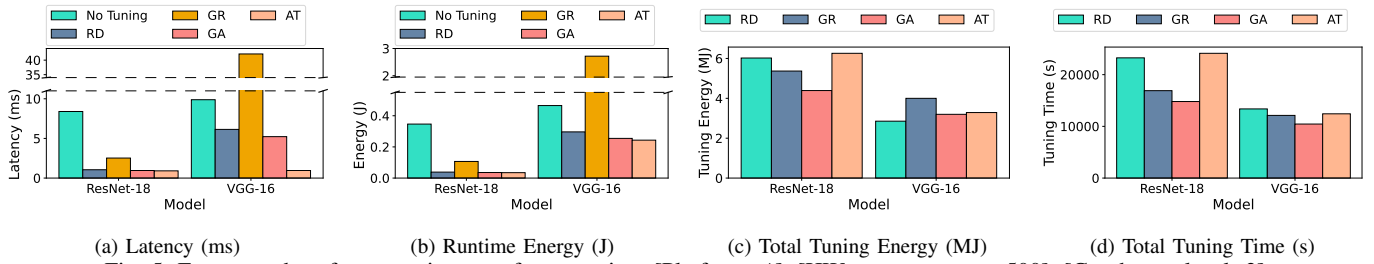 No Tuning GR AT
RD GA
Latency (ms)
40
35
10
5
0
ResNet-18 VGG-16
Model
(a) Latency (ms)
No Tuning GR AT
RD GA
Energy (J)
3
2
0.4
0.2
0.0
ResNet-18 VGG-16
Model
(b) Runtime Energy (J)
RD GR GA AT
Tuning Energy (MJ)
6
4
2
0
ResNet-18 VGG-16
Model
(c) Total Tuning Energy (MJ)
RD GR GA AT
Tuning Time (s)
20000
10000
0
ResNet-18 VGG-16
Model
(d) Total Tuning Time (s)